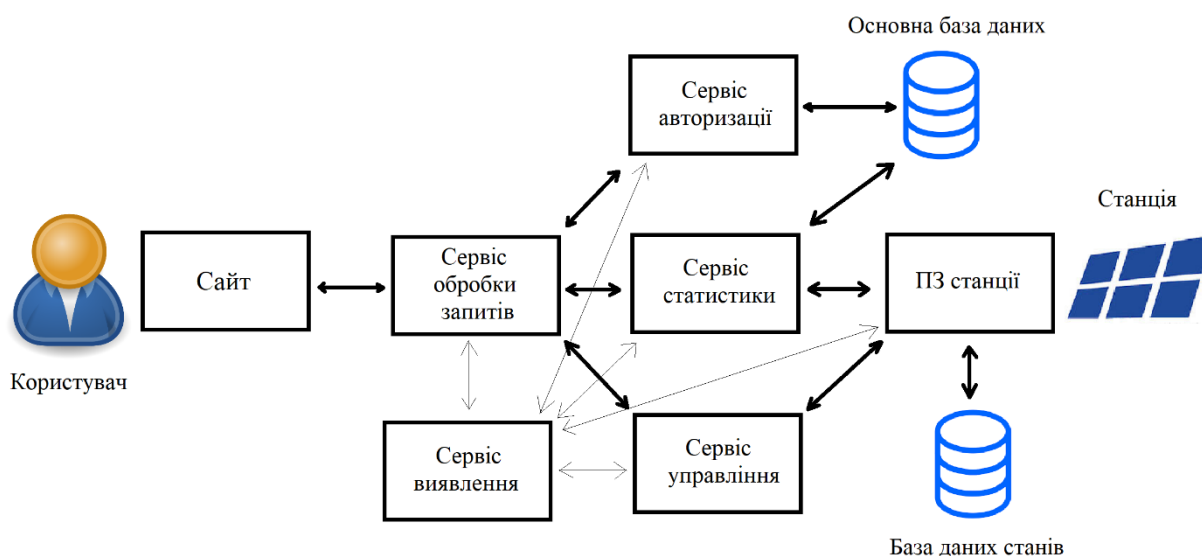 Основна база даних
Сервіс
авторизації
Станція
Сайт
Сервіс
обробки
запитів
Сервіс
статистики
ПЗ станції
Користувач
Сервіс
виявлення
Сервіс
управління
База даних станів